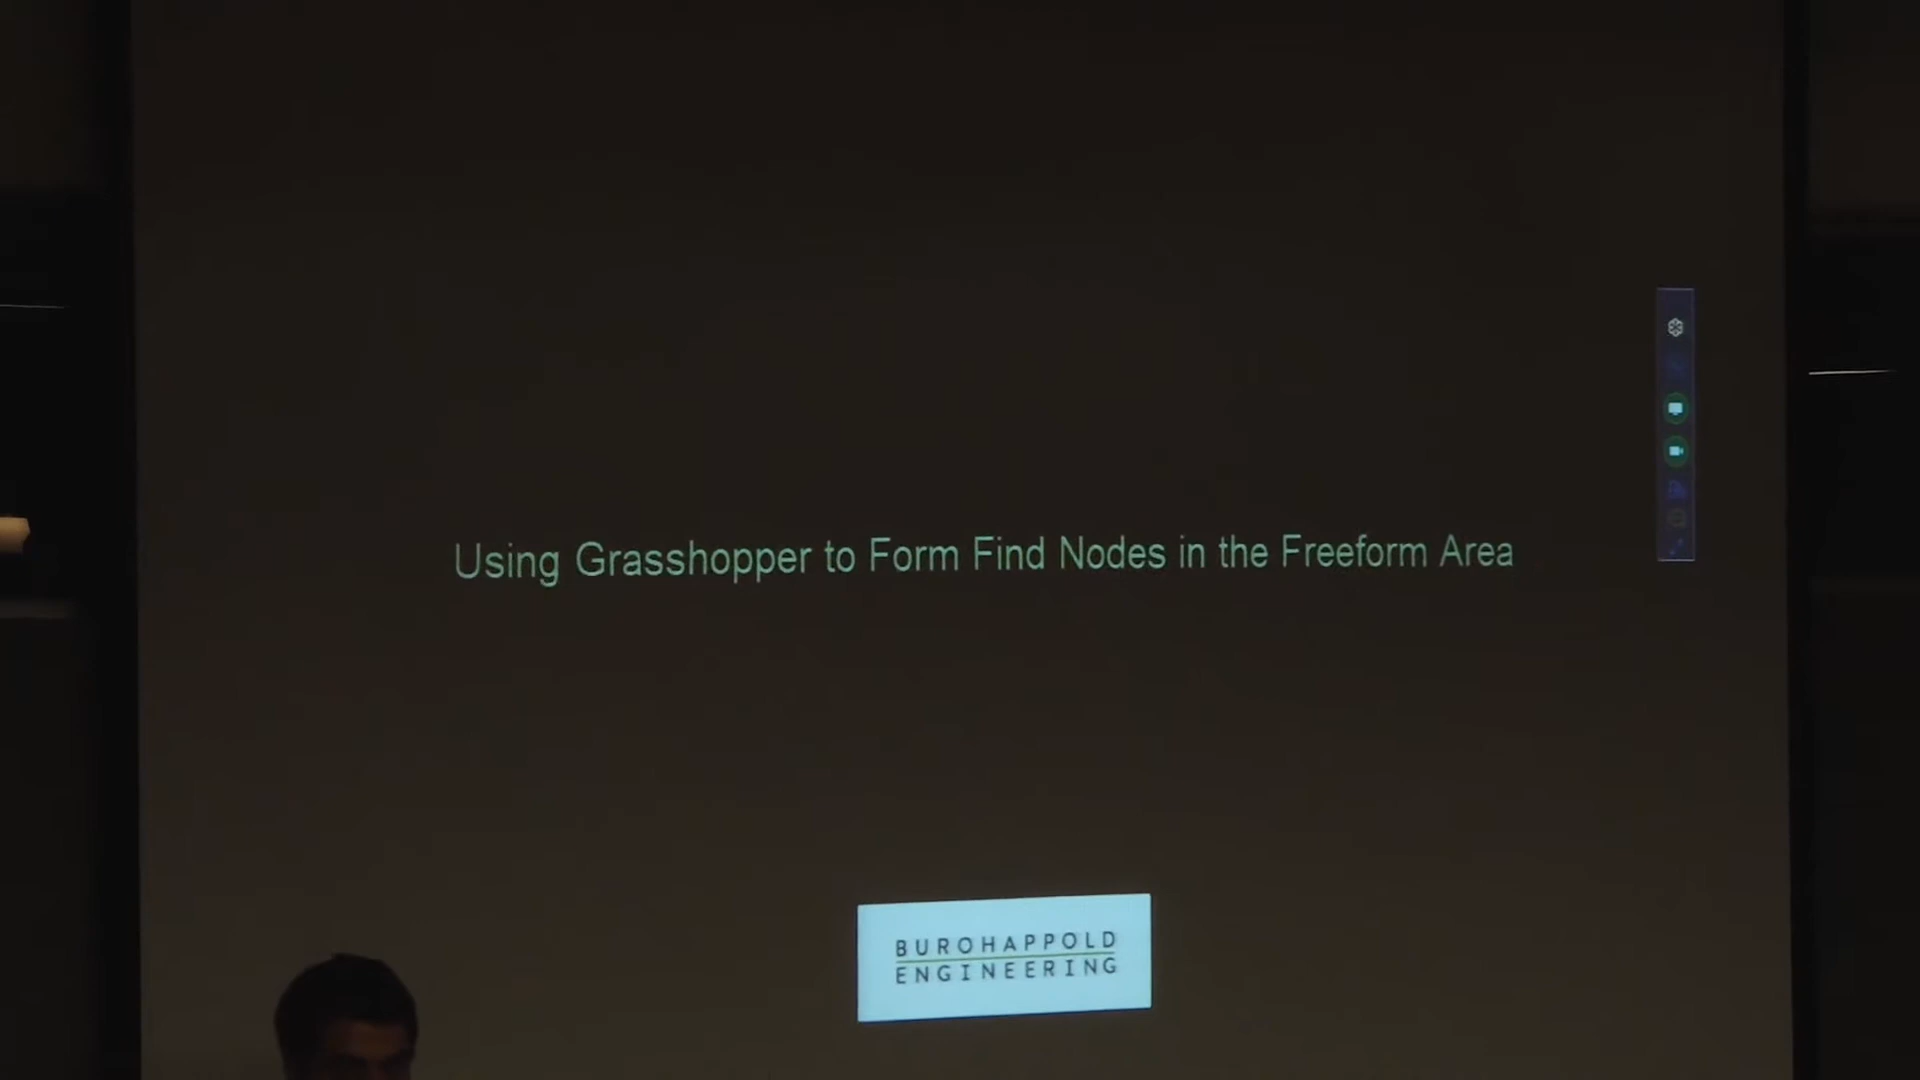 Using Grasshopper to Form Find Nodes in the Freeform Area
BUROHAPPOLD
ENGINEERING